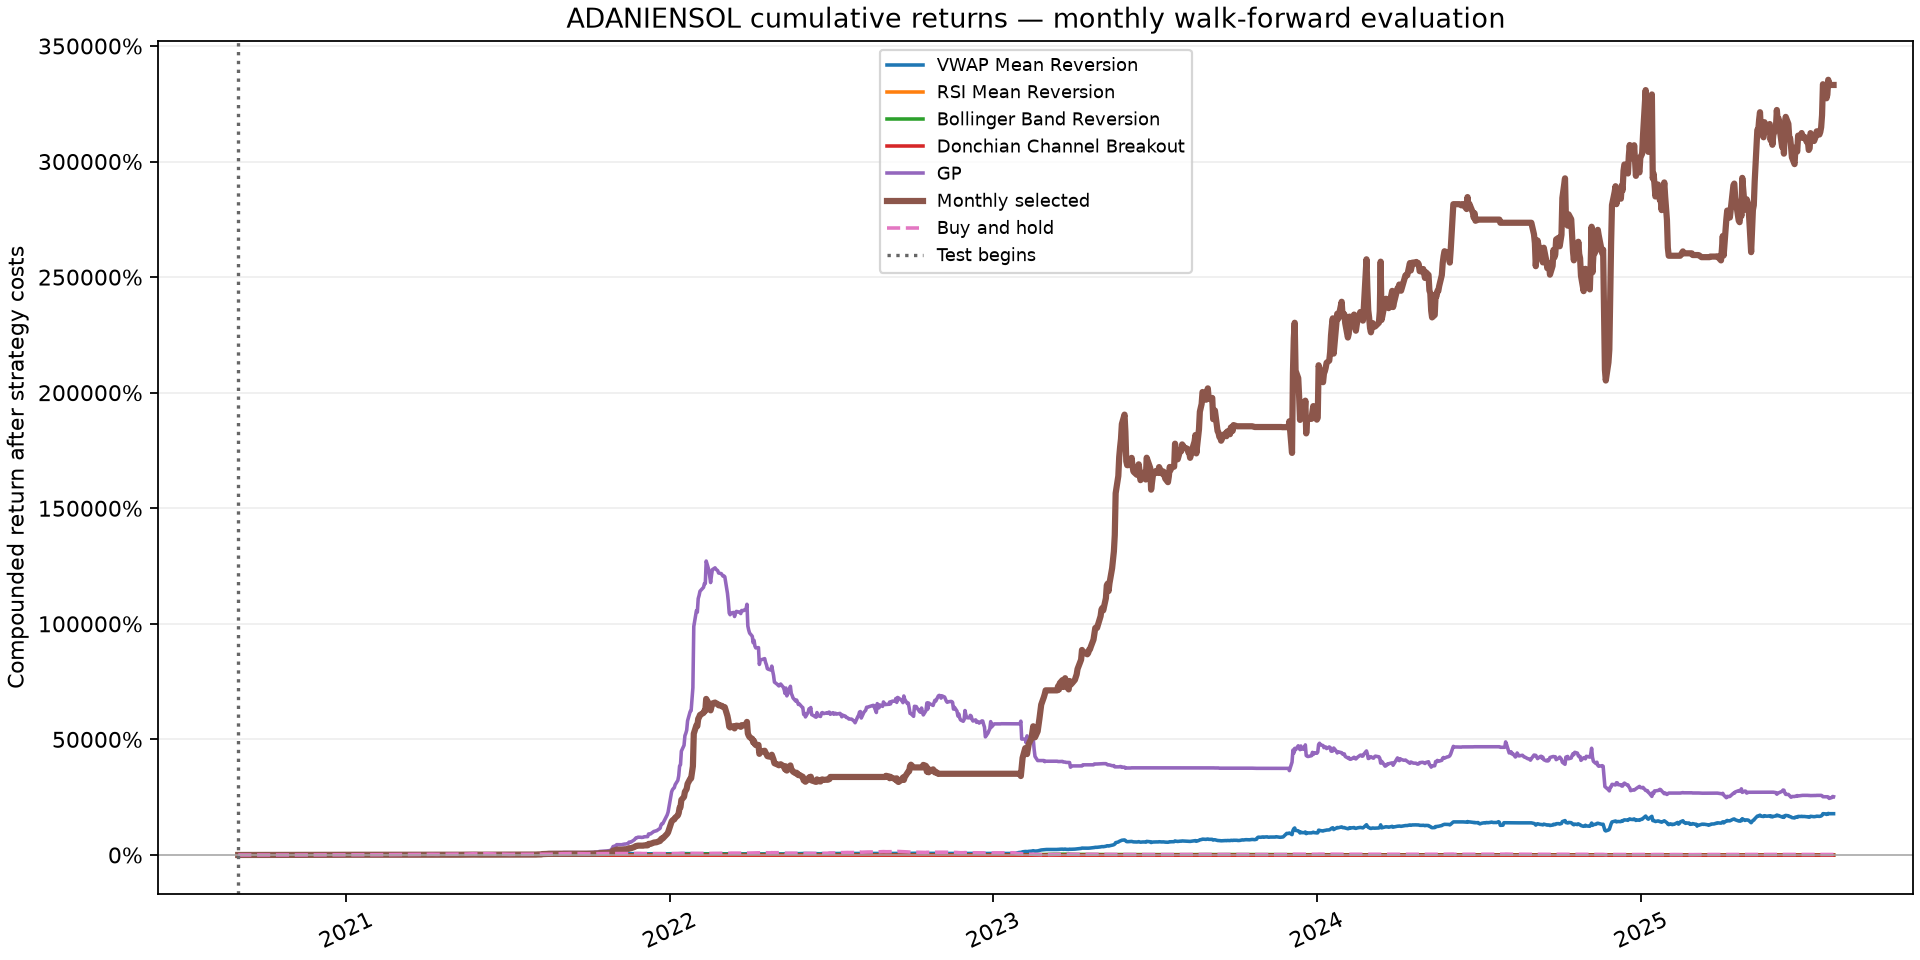 ADANIENSOL cumulative returns — monthly walk-forward evaluation
Compounded return after strategy costs
350000%
300000%
250000%
200000%
150000%
100000%
50000%
0%
VWAP Mean Reversion
RSI Mean Reversion
Bollinger Band Reversion
Donchian Channel Breakout
GP
Monthly selected
Buy and hold
Test begins
2021
2022
2023
2024
2025